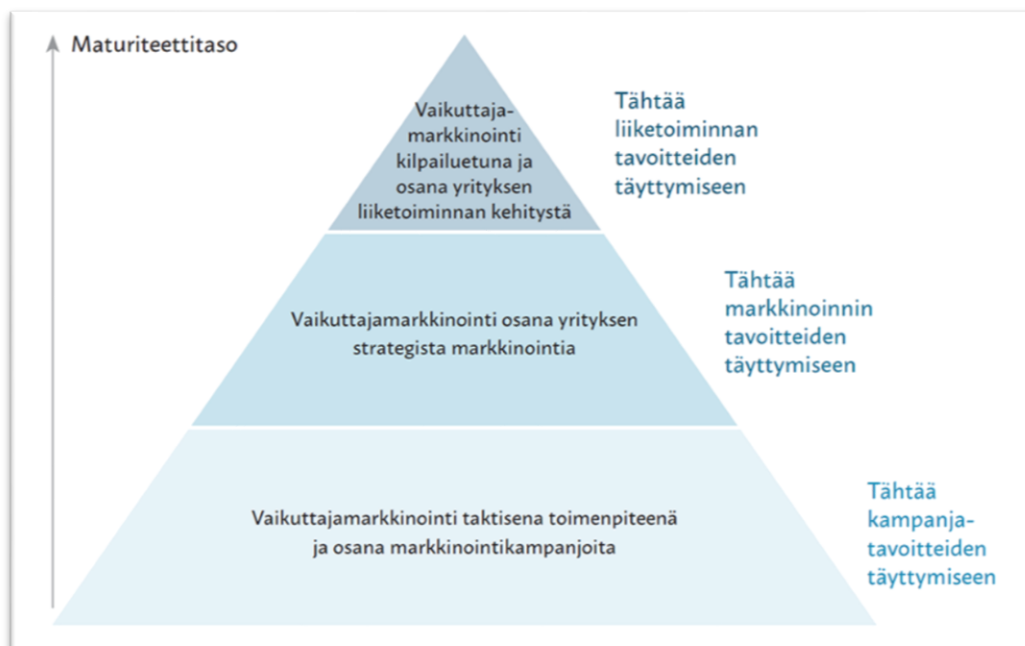 Maturiteettitaso
Vaikuttaja-
markkinointi
kilpailuetuna ja
osana yrityksen
liiketoiminnan kehitystä
Tähtää
liiketoiminnan
tavoitteiden
täyttymiseen
Vaikuttajamarkkinointi osana yrityksen
strategista markkinointia
Tähtää
markkinoinnin
tavoitteiden
täyttymiseen
Vaikuttajamarkkinointi taktisena toimenpiteenä
ja osana markkinointikampanjoita
Tähtää
kampanja-
tavoitteiden
täyttymiseen